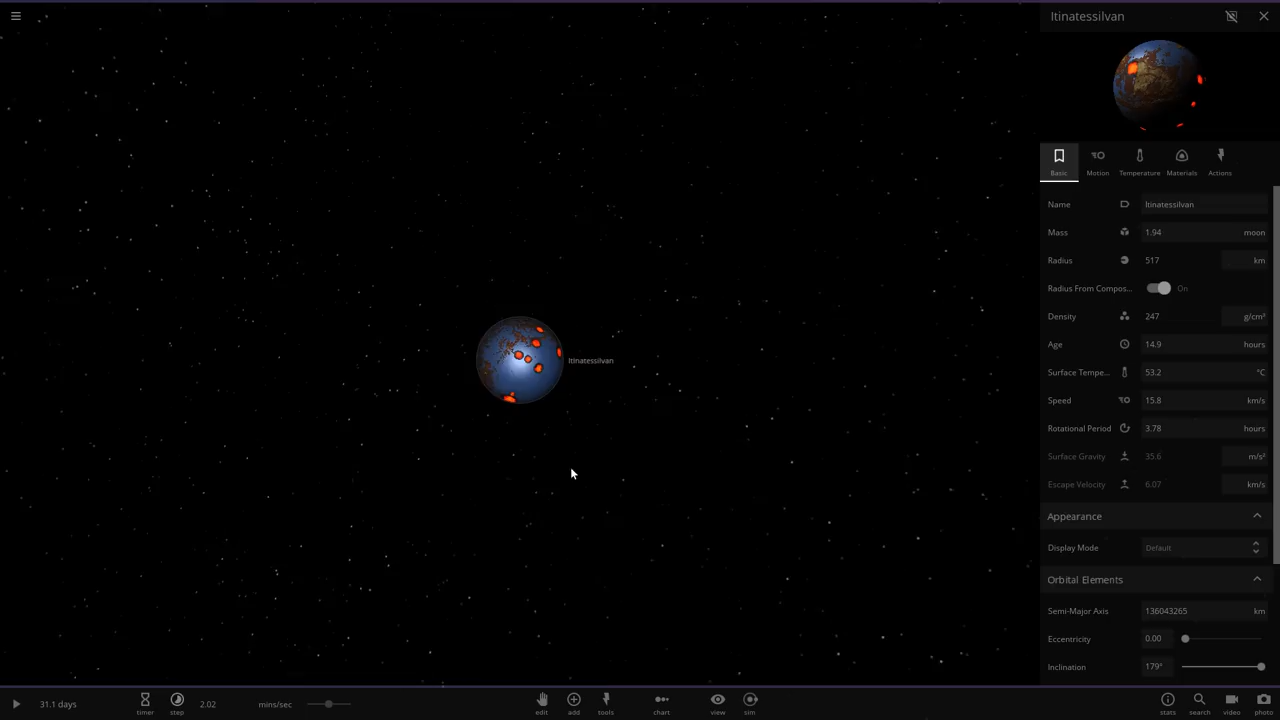 Itinatessilvan
Basic
Motion
Temperature
Materials
Actions
Name Itinatessilvan
Mass 1.94 moon
Radius 517 km
Radius From Compos... On
Density 247 g/cm³
Age 14.9 hours
Surface Tempe... 53.2 °C
Speed 15.8 km/s
Rotational Period 3.78 hours
Surface Gravity 35.6 m/s²
Escape Velocity 6.07 km/s
Appearance
Display Mode Default
Orbital Elements
Semi-Major Axis 136043265 km
Eccentricity 0.00
Inclination 179°
Itinatessilvan
31.1 days
timer
step
2.02 mins/sec
edit
add
tools
chart
view
sim
stats
search
video
photo